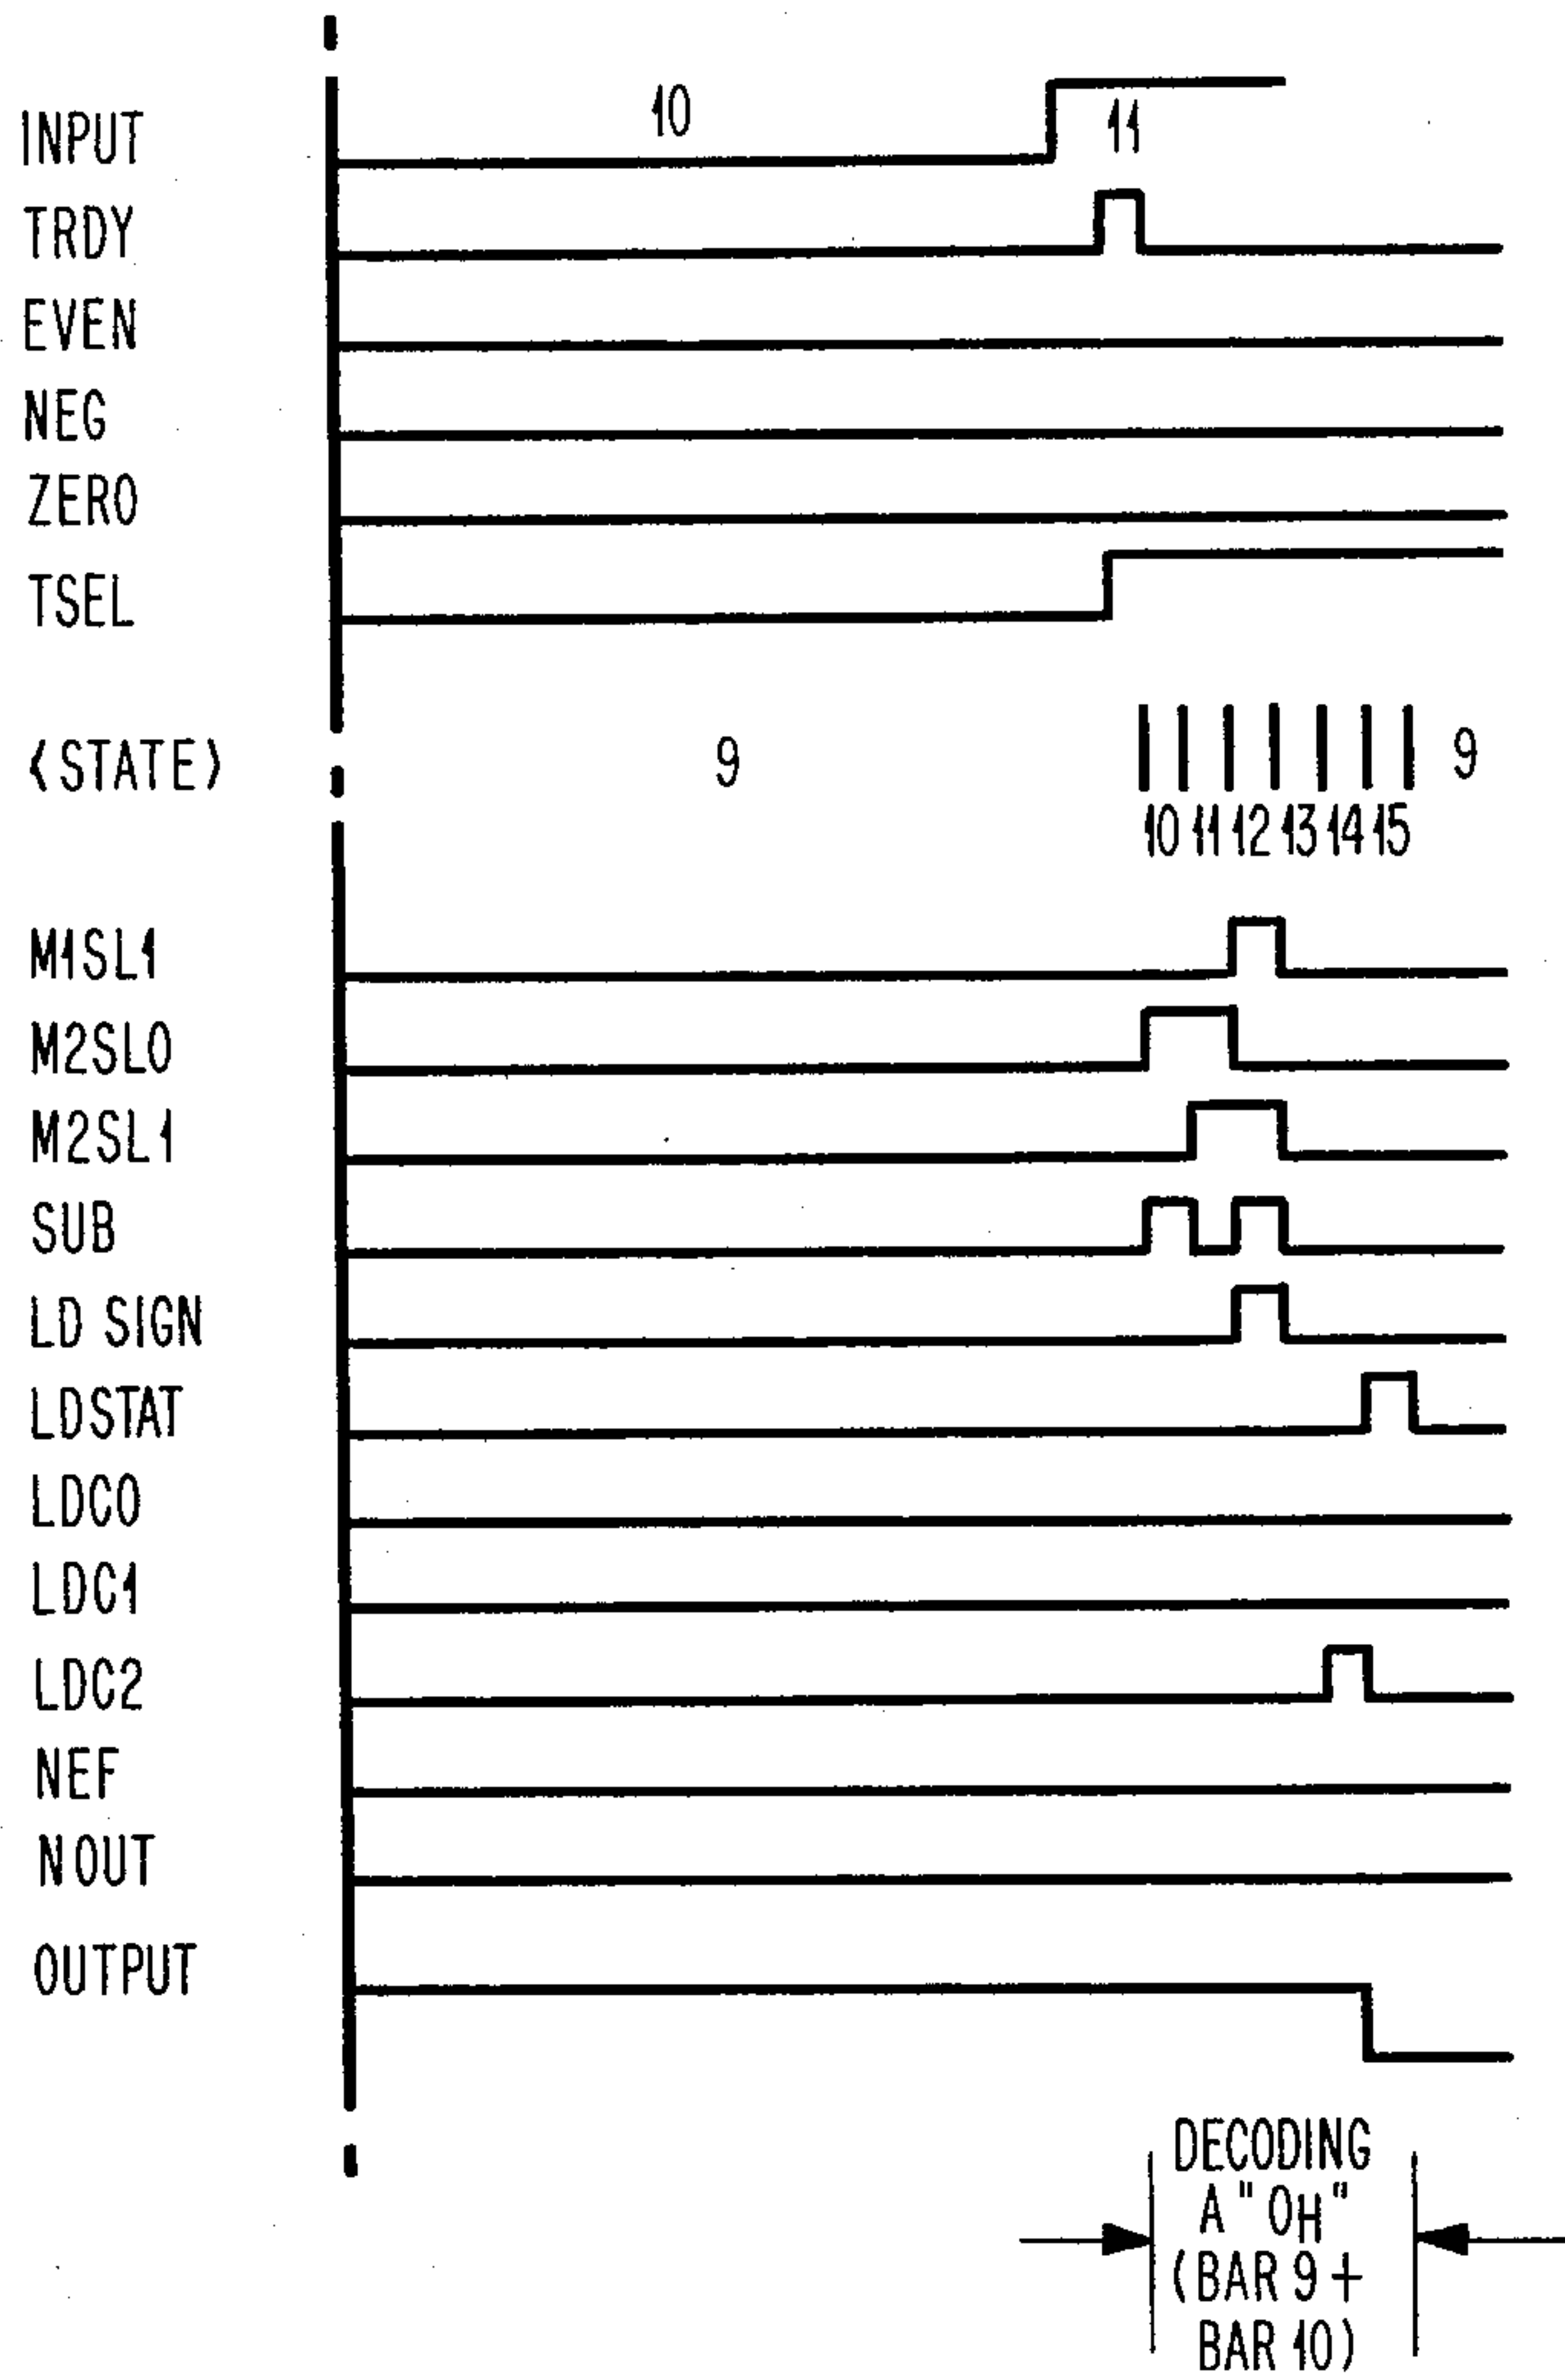 INPUT 10 11
TRDY
EVEN
NEG
ZERO
TSEL
⟨STATE⟩ 9 9
10 11 12 13 14 15
M1SL1
M2SL0
M2SL1
SUB
LD SIGN
LDSTAT
LDC0
LDC1
LDC2
NEF
NOUT
OUTPUT
DECODING
A "0H"
(BAR 9 +
BAR 10)